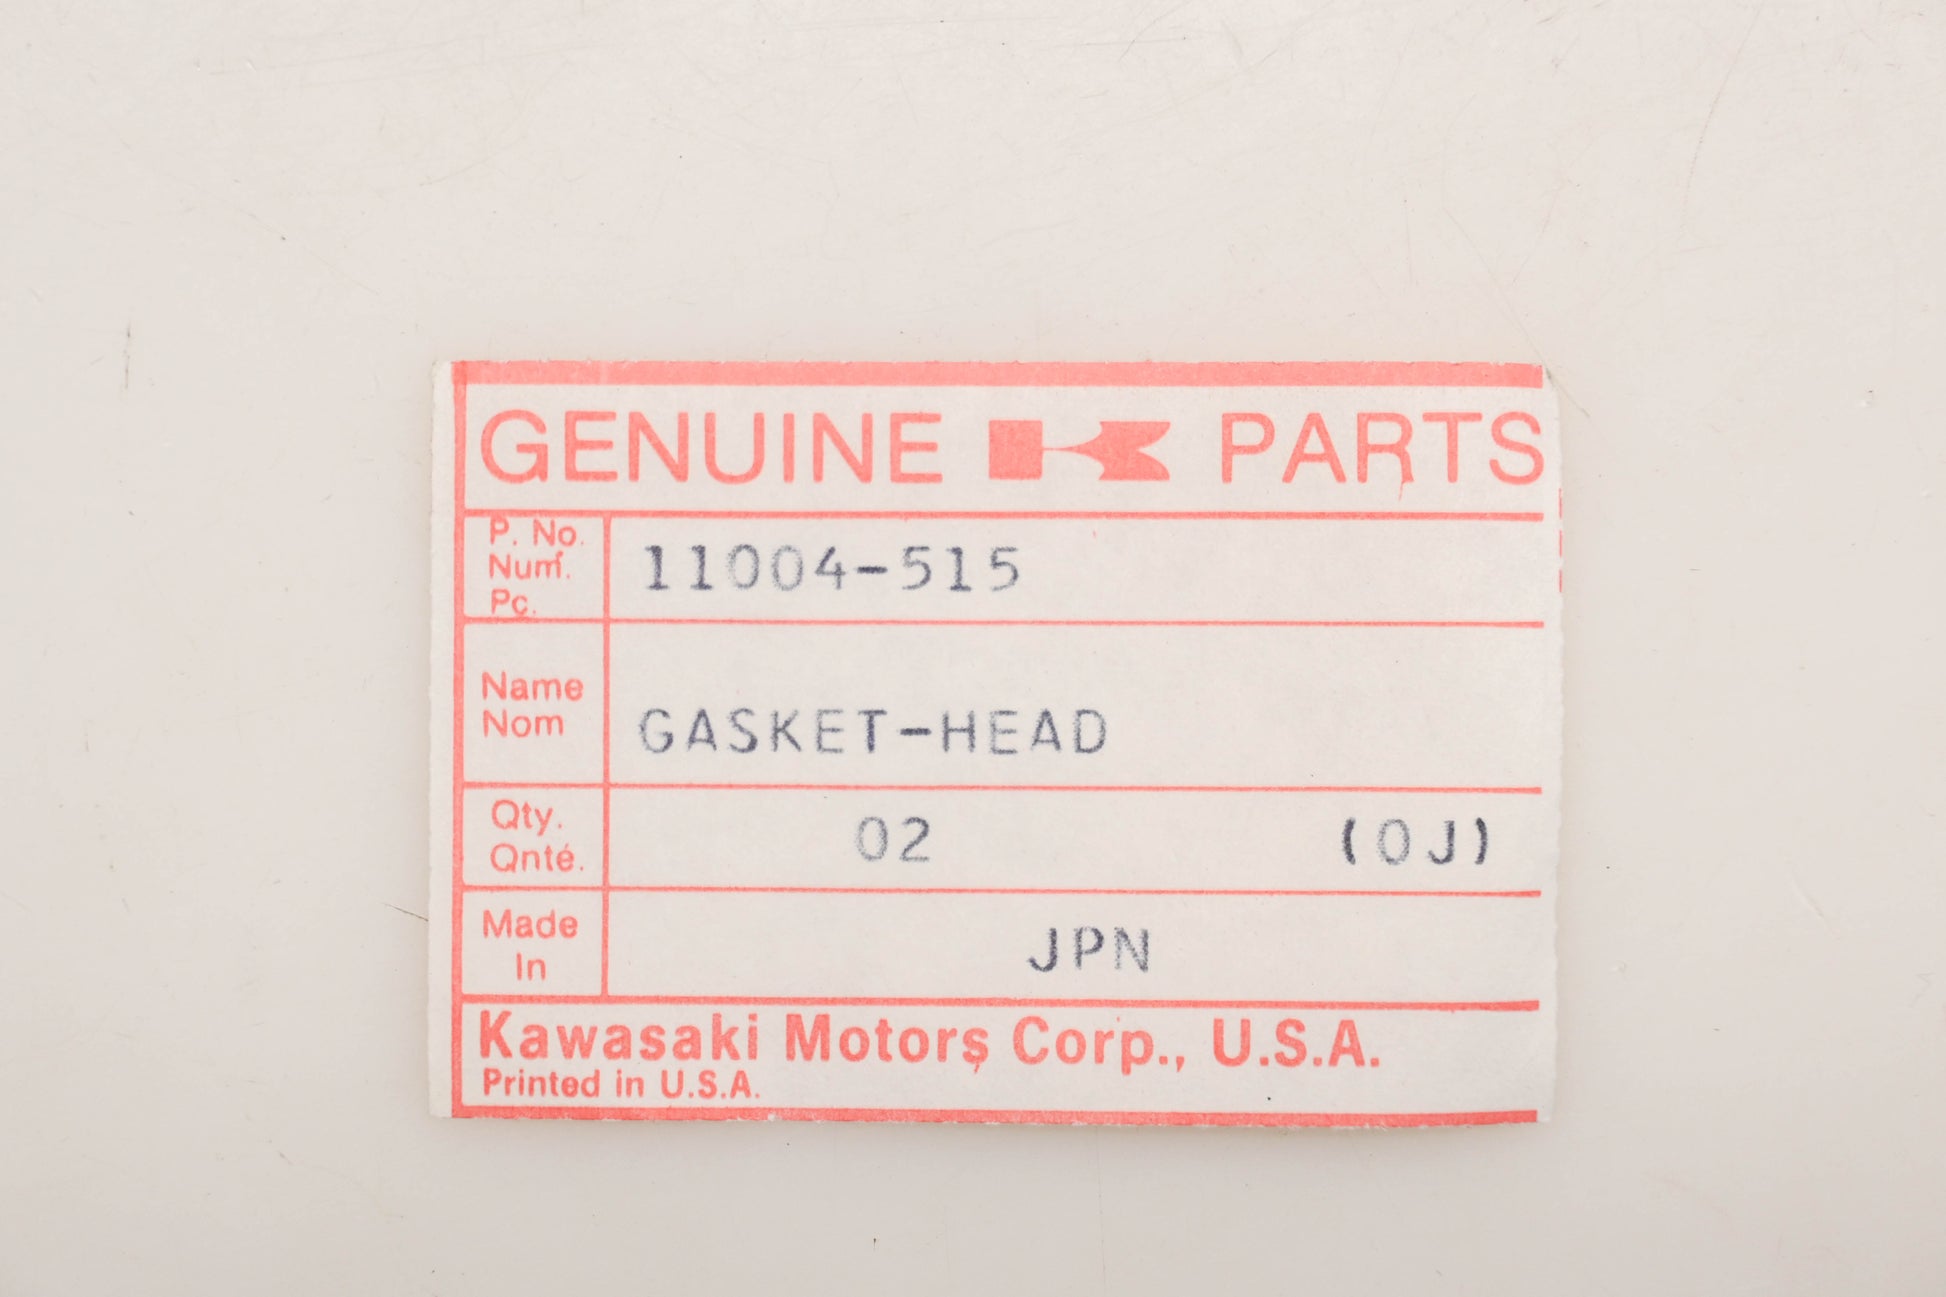 GENUINE K PARTS
P. No.
Num.
Pc.
11004-515
Name
Nom
GASKET-HEAD
Qty.
Qnté.
02 (0J)
Made
In
JPN
Kawasaki Motors Corp., U.S.A.
Printed in U.S.A.